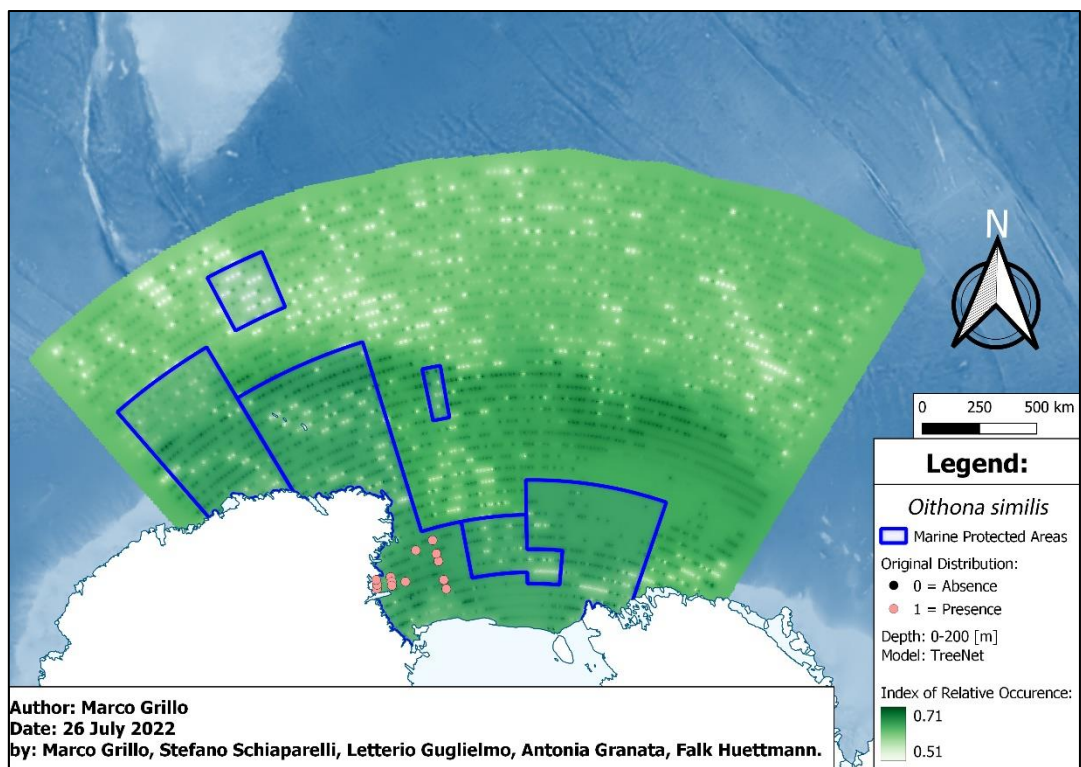 N
0 250 500 km
Legend:
Oithona similis
Marine Protected Areas
Original Distribution:
0 = Absence
1 = Presence
Depth: 0-200 [m]
Model: TreeNet
Index of Relative Occurence:
0.71
0.51
Author: Marco Grillo
Date: 26 July 2022
by: Marco Grillo, Stefano Schiaparelli, Letterio Guglielmo, Antonia Granata, Falk Huettmann.